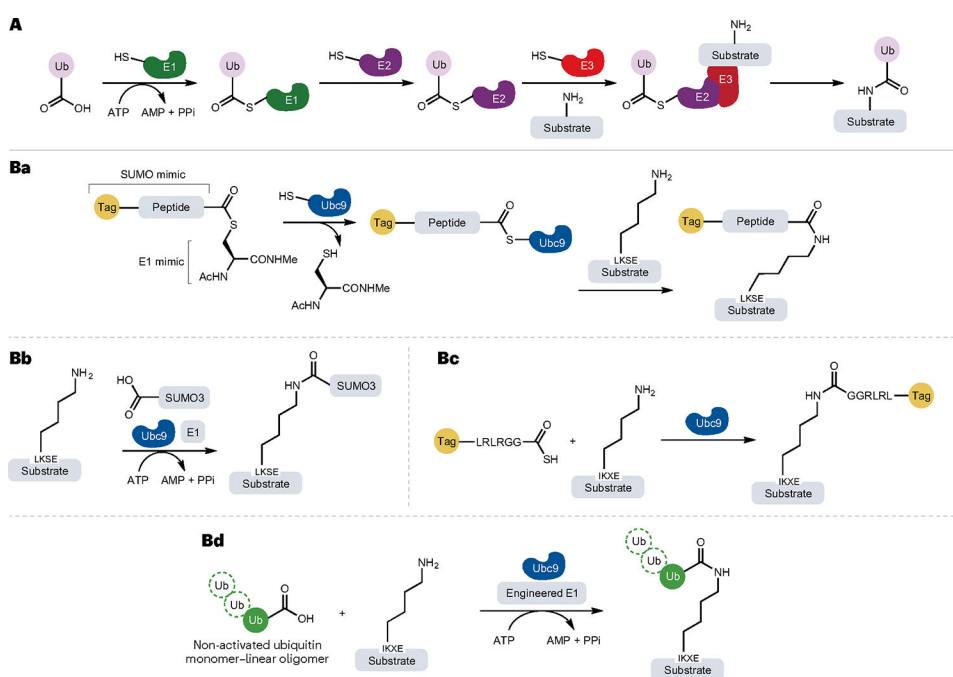 A
Ub
O
OH
HS
E1
ATP
AMP + PPi
Ub
O
S
E1
HS
E2
Ub
O
S
E2
HS
E3
NH2
Substrate
NH2
Substrate
Ub
O
S
E2
E3
Ub
HN
O
Substrate
Ba
SUMO mimic
Tag
Peptide
O
S
E1 mimic
AcHN
CONHMe
HS
Ubc9
SH
AcHN
CONHMe
Tag
Peptide
O
S
Ubc9
NH2
LKSE
Substrate
Tag
Peptide
O
NH
LKSE
Substrate
Bb
NH2
LKSE
Substrate
HO
O
SUMO3
Ubc9
E1
ATP
AMP + PPi
O
HN
SUMO3
LKSE
Substrate
Bc
Tag
LRLRGG
O
SH
+
NH2
IKXE
Substrate
Ubc9
O
HN
GGRLRL
Tag
IKXE
Substrate
Bd
Ub
Ub
Ub
O
OH
Non-activated ubiquitin
monomer–linear oligomer
+
NH2
IKXE
Substrate
Ubc9
Engineered E1
ATP
AMP + PPi
Ub
Ub
Ub
O
NH
IKXE
Substrate